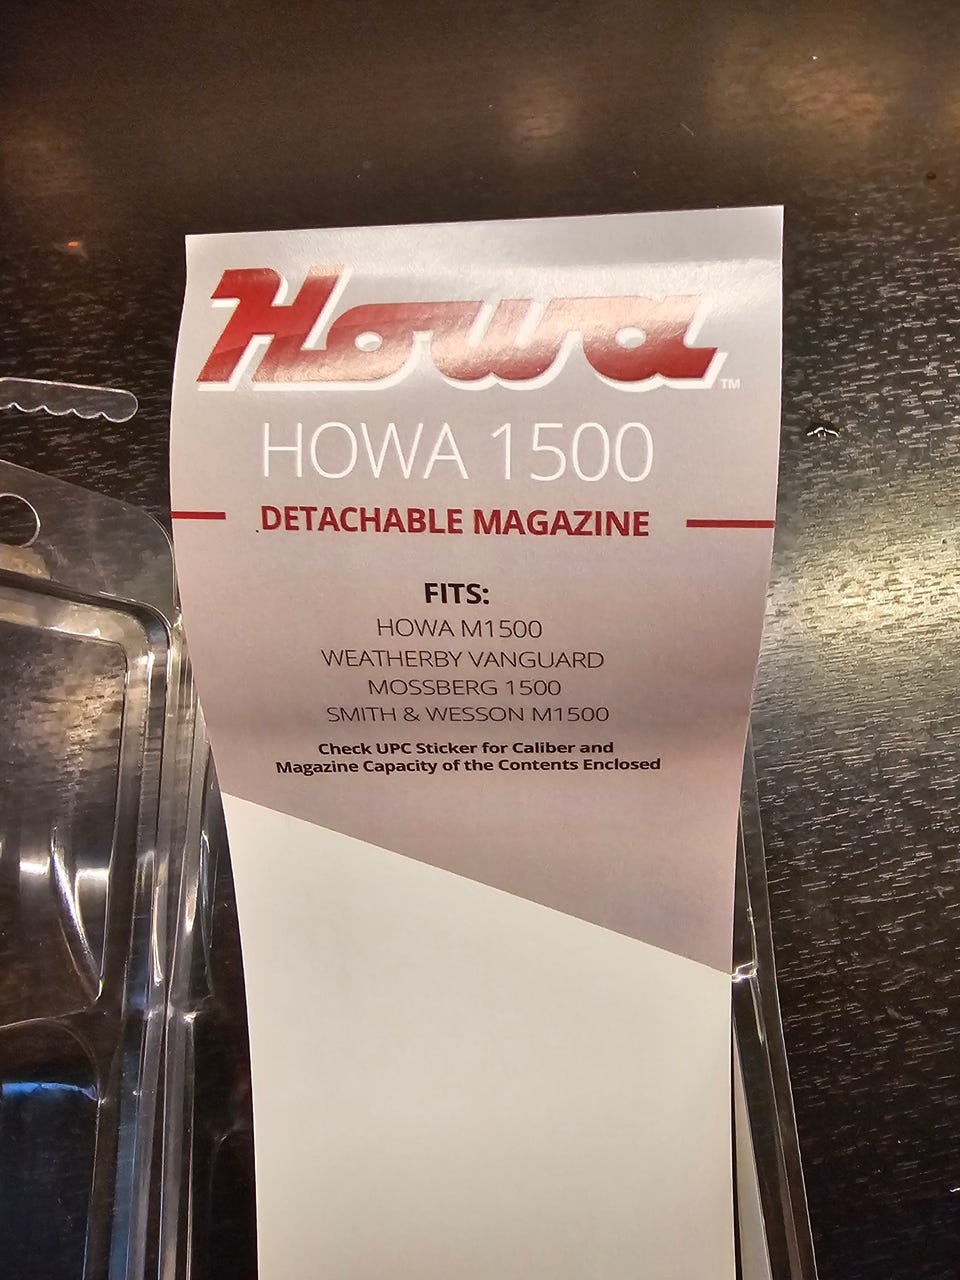 Howa TM
HOWA 1500
DETACHABLE MAGAZINE
FITS:
HOWA M1500
WEATHERBY VANGUARD
MOSSBERG 1500
SMITH & WESSON M1500
Check UPC Sticker for Caliber and
Magazine Capacity of the Contents Enclosed